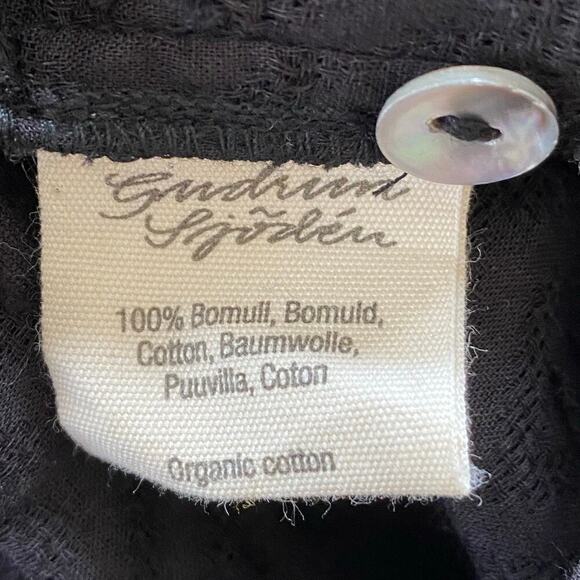 Gudrun
Sjödén
100% Bomull, Bomuld,
Cotton, Baumwolle,
Puuvilla, Coton
Organic cotton